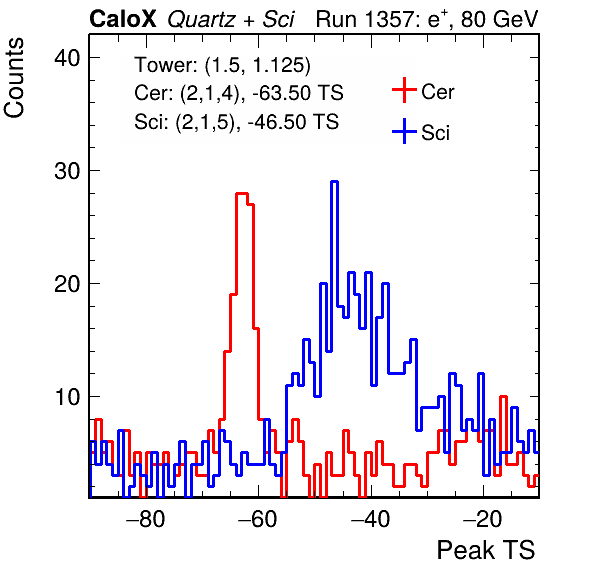 CaloX Quartz + Sci Run 1357: e⁺, 80 GeV
Counts
Tower: (1.5, 1.125)
Cer: (2,1,4), -63.50 TS
Sci: (2,1,5), -46.50 TS
Cer
Sci
40
30
20
10
−80 −60 −40 −20
Peak TS